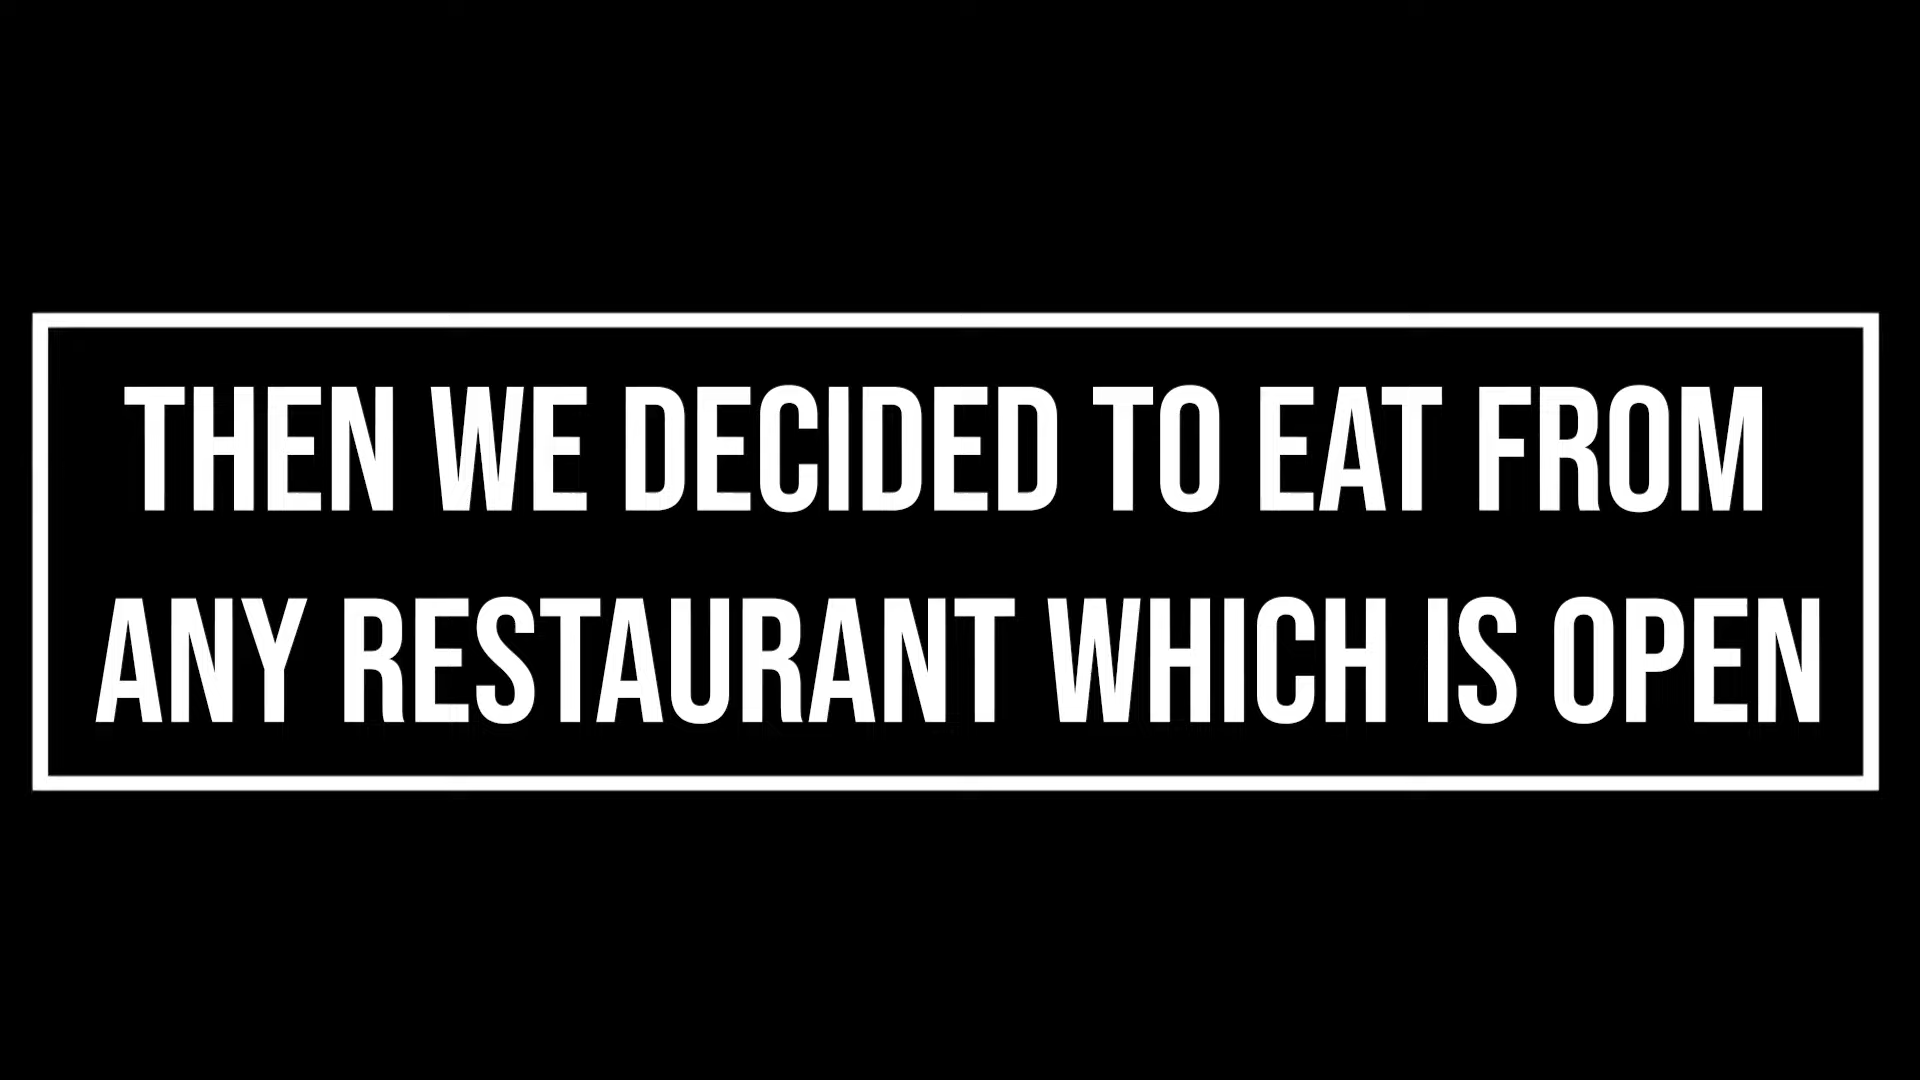 THEN WE DECIDED TO EAT FROM
ANY RESTAURANT WHICH IS OPEN